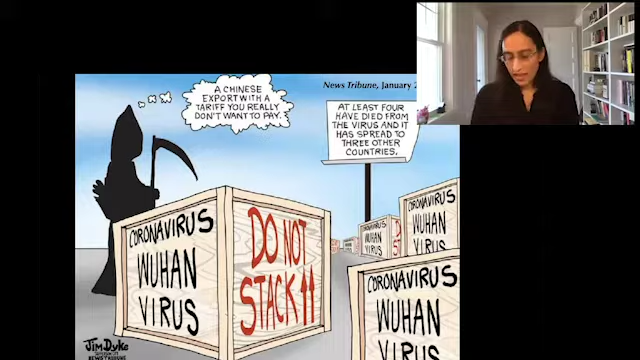 A CHINESE
EXPORT WITH A
TARIFF YOU REALLY
DON'T WANT TO PAY.
News Tribune, January
AT LEAST FOUR
HAVE DIED FROM
THE VIRUS AND IT
HAS SPREAD TO
THREE OTHER
COUNTRIES.
CORONAVIRUS
WUHAN
VIRUS
DO NOT
STACK
CORONAVIRUS
WUHAN
VIRUS
CORONAVIRUS
WUHAN
VIRUS
CORONAVIRUS
WUHAN
VIRUS
JIM DYKE
NEWS TRIBUNE